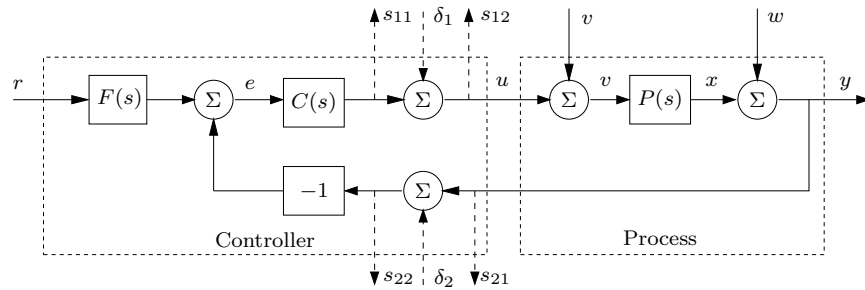 s₁₁ δ₁ s₁₂ v w
r F(s) Σ e C(s) Σ u Σ v P(s) x Σ y
−1 Σ
Controller Process
s₂₂ δ₂ s₂₁